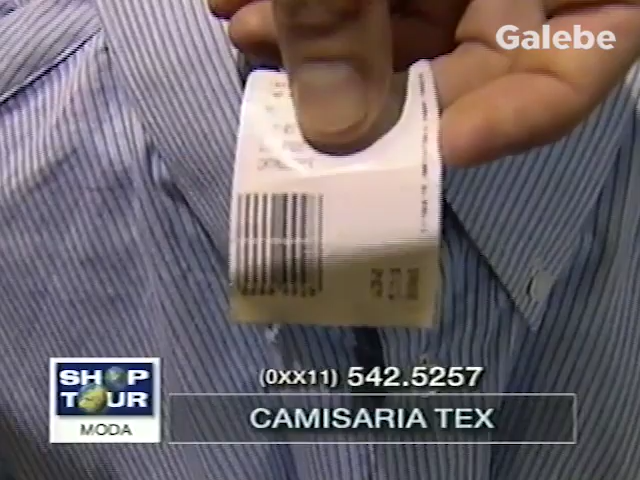 Galebe
(0XX11) 542.5257
SHOP
TOUR
MODA
CAMISARIA TEX